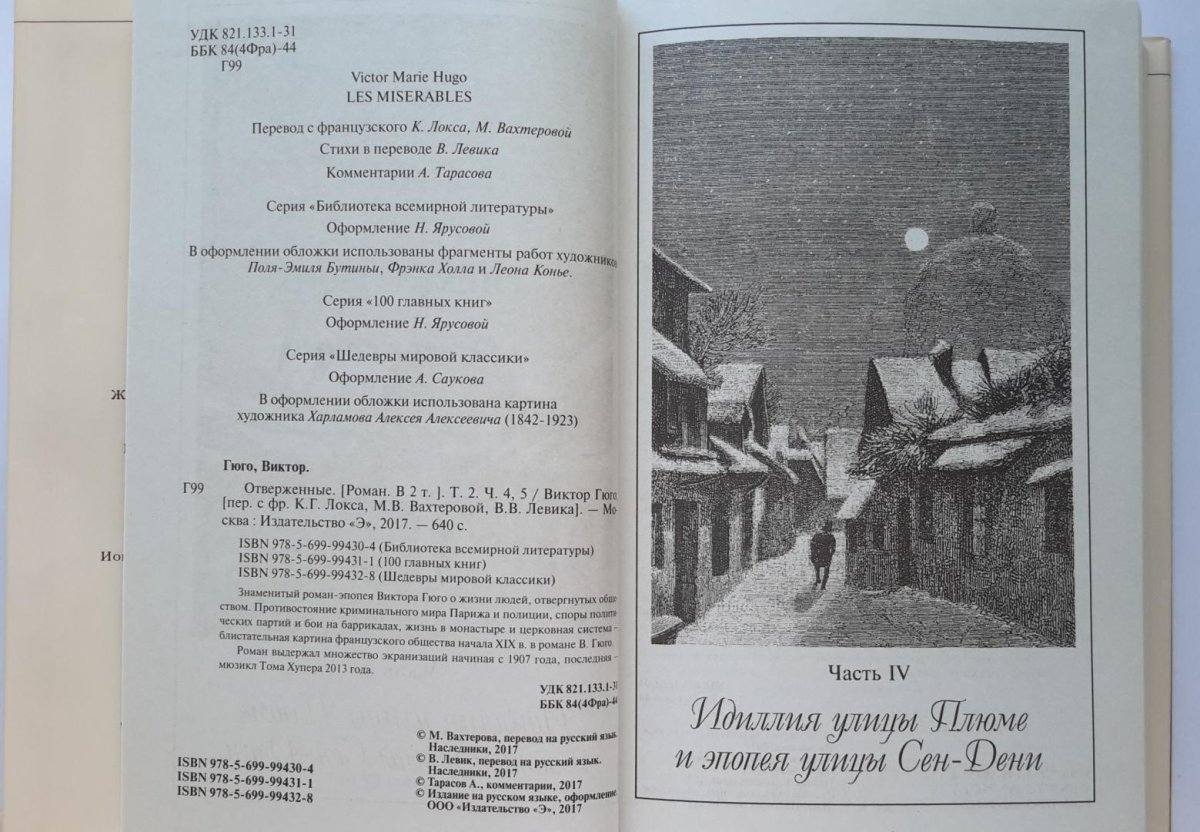 УДК 821.133.1-31
ББК 84(4Фра)-44
Г99
Victor Marie Hugo
LES MISERABLES
Перевод с французского К. Локса, М. Вахтеровой
Стихи в переводе В. Левика
Комментарии А. Тарасова
Серия «Библиотека всемирной литературы»
Оформление Н. Ярусовой
В оформлении обложки использованы фрагменты работ художников
Поля-Эмиля Бутиньи, Фрэнка Холла и Леона Конье.
Серия «100 главных книг»
Оформление Н. Ярусовой
Серия «Шедевры мировой классики»
Оформление А. Саукова
В оформлении обложки использована картина
художника Харламова Алексея Алексеевича (1842-1923)
Гюго, Виктор.
Г99 Отверженные. [Роман. В 2 т. ]. Т. 2. Ч. 4, 5 / Виктор Гюго,
[пер. с фр. К.Г. Локса, М.В. Вахтеровой, В.В. Левика]. — Мо-
сква : Издательство «Э», 2017. — 640 с.
ISBN 978-5-699-99430-4 (Библиотека всемирной литературы)
ISBN 978-5-699-99431-1 (100 главных книг)
ISBN 978-5-699-99432-8 (Шедевры мировой классики)
Знаменитый роман-эпопея Виктора Гюго о жизни людей, отвергнутых обще-
ством. Противостояние криминального мира Парижа и полиции, споры полити-
ческих партий и бои на баррикадах, жизнь в монастыре и церковная система –
блистательная картина французского общества начала XIX в. в романе В. Гюго.
Роман выдержал множество экранизаций начиная с 1907 года, последняя –
мюзикл Тома Хупера 2013 года.
УДК 821.133.1-31
ББК 84(4Фра)-44
© М. Вахтерова, перевод на русский язык.
Наследники, 2017
© В. Левик, перевод на русский язык.
Наследники, 2017
© Тарасов А., комментарии, 2017
© Издание на русском языке, оформление.
ООО «Издательство «Э», 2017
ISBN 978-5-699-99430-4
ISBN 978-5-699-99431-1
ISBN 978-5-699-99432-8
Часть IV
Идиллия улицы Плюме
и эпопея улицы Сен-Дени